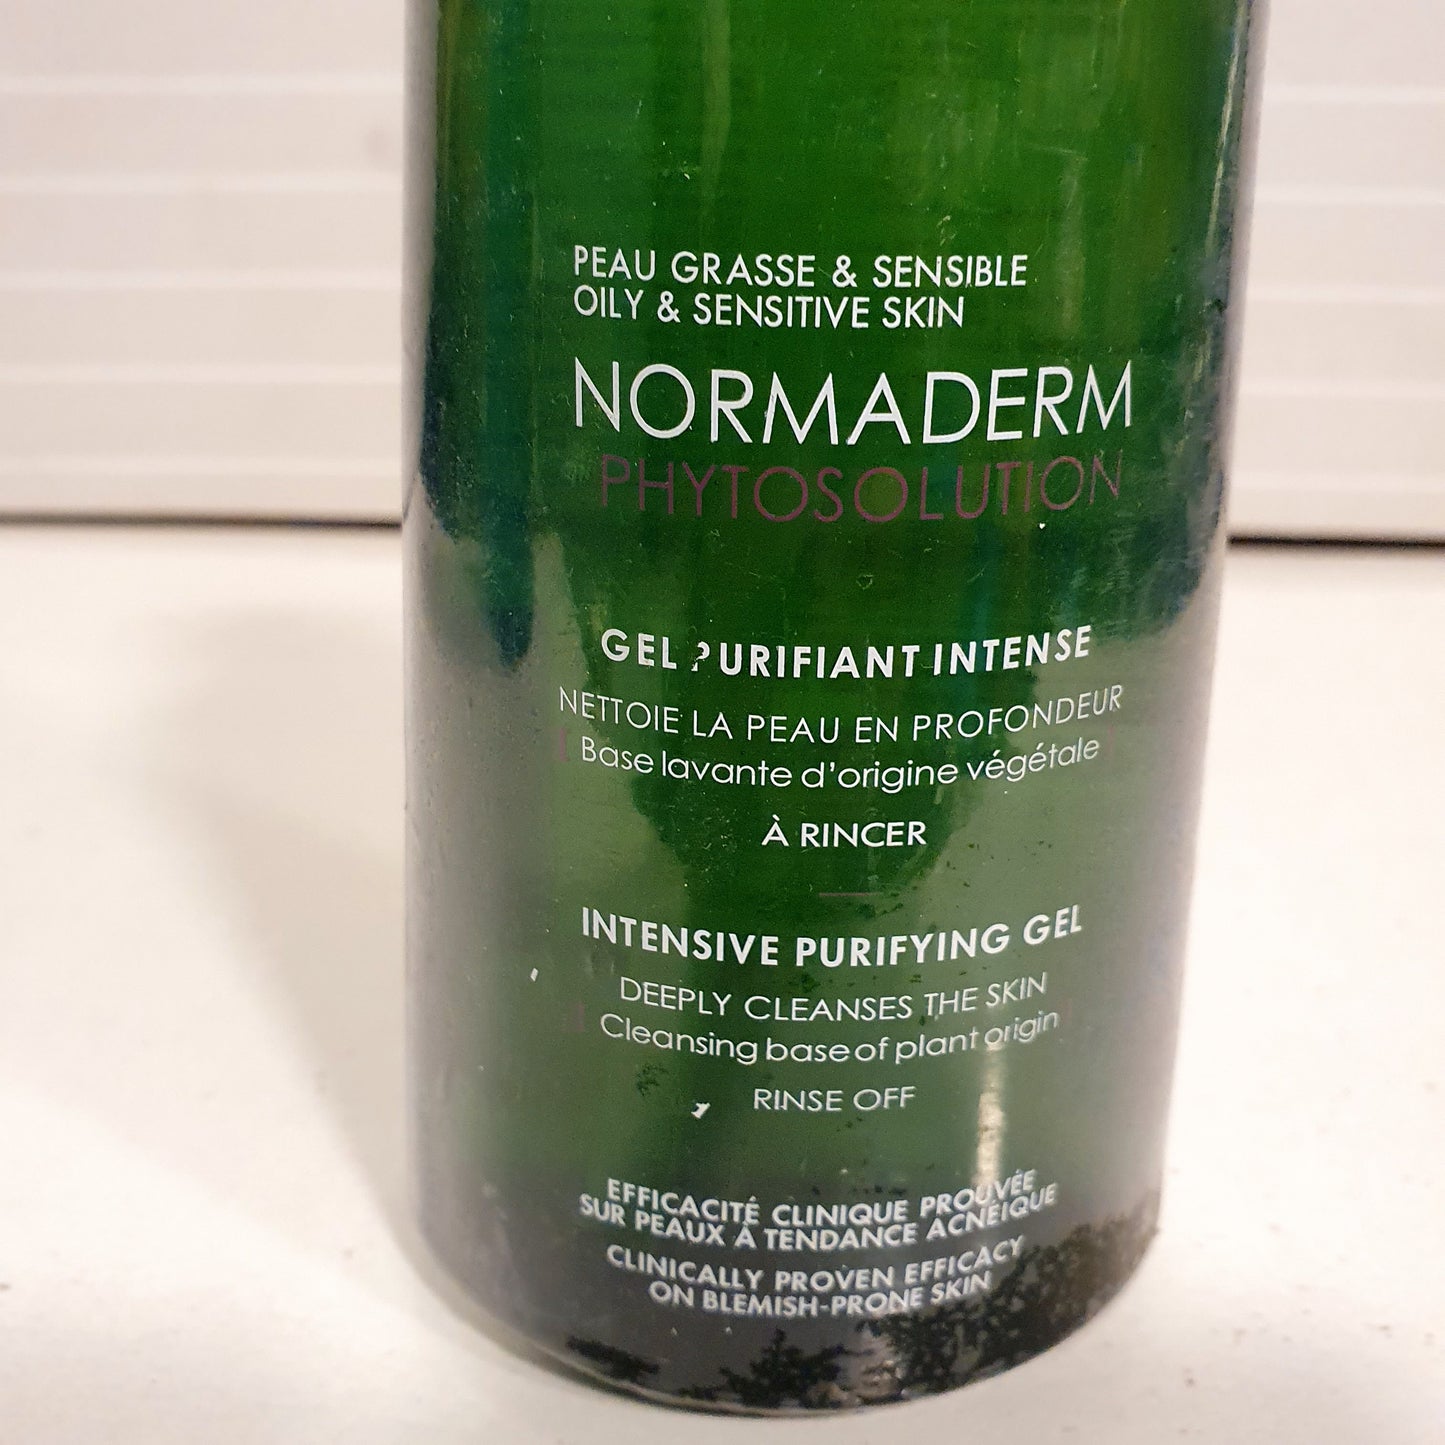 PEAU GRASSE & SENSIBLE
OILY & SENSITIVE SKIN
NORMADERM
PHYTOSOLUTION
GEL PURIFIANT INTENSE
NETTOIE LA PEAU EN PROFONDEUR
[ Base lavante d'origine végétale ]
À RINCER
INTENSIVE PURIFYING GEL
DEEPLY CLEANSES THE SKIN
[ Cleansing base of plant origin ]
RINSE OFF
EFFICACITÉ CLINIQUE PROUVÉE
SUR PEAUX À TENDANCE ACNÉIQUE
CLINICALLY PROVEN EFFICACY
ON BLEMISH-PRONE SKIN